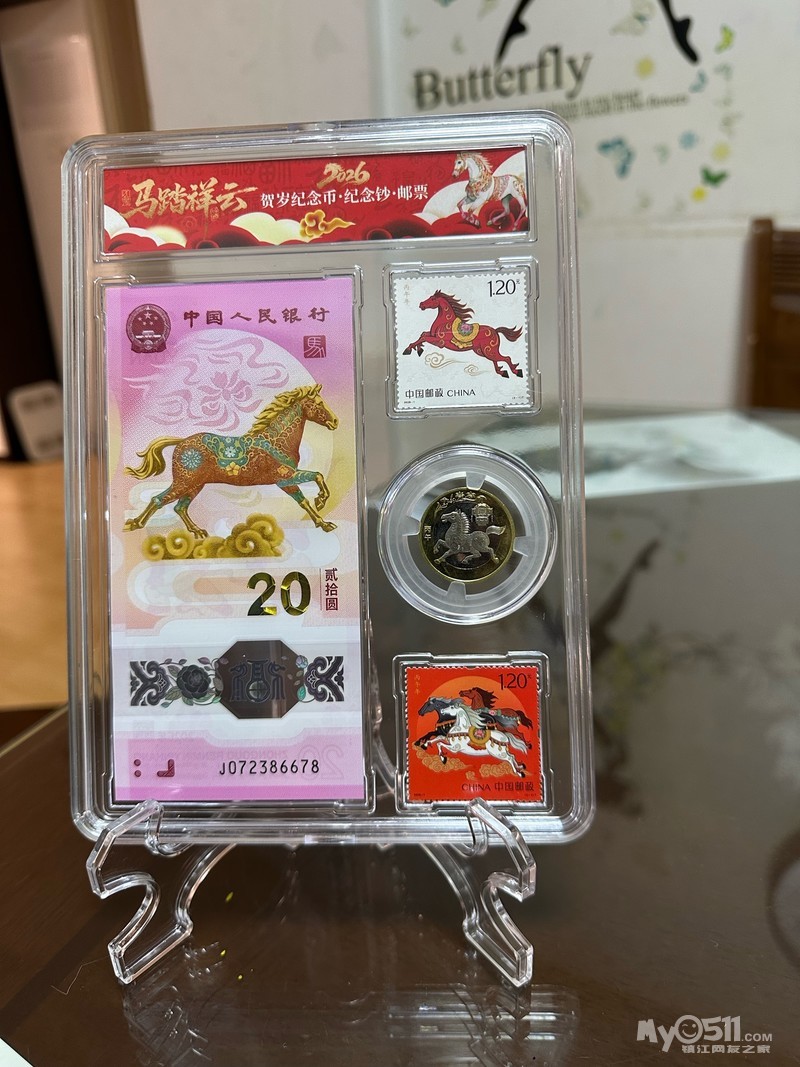 Butterfly
马踏祥云
2026
贺岁纪念币·纪念钞·邮票
中国人民银行
馬
20
贰拾圆
J072386678
1.20元
中国邮政 CHINA
1.20元
CHINA 中国邮政
My0511.COM
镇江网友之家